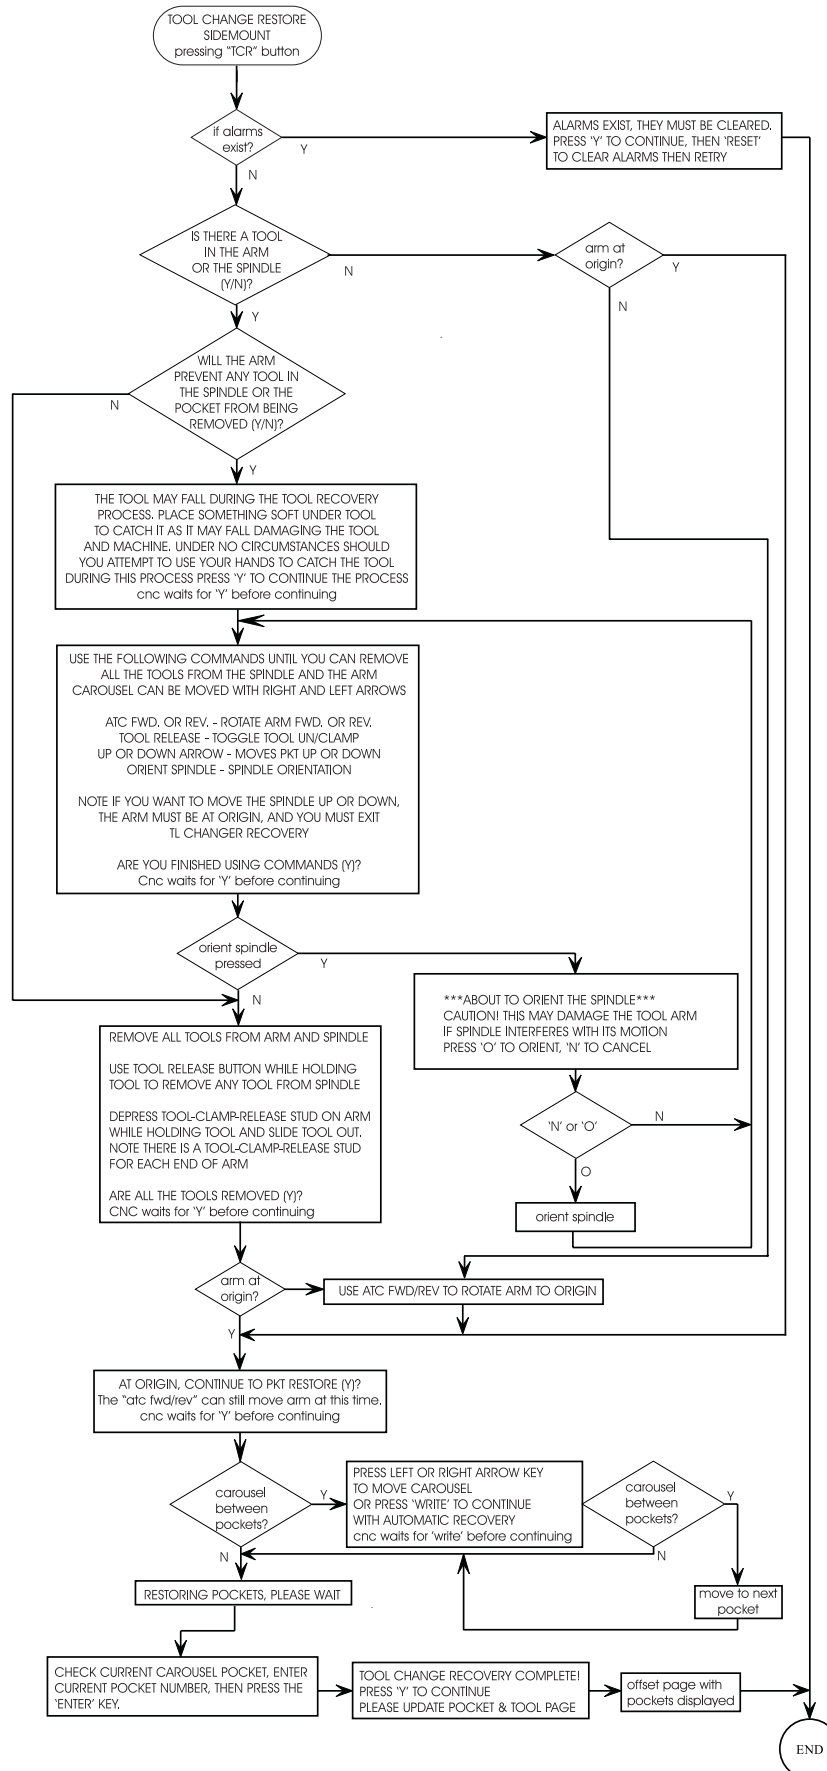 TOOL CHANGE RESTORE
SIDEMOUNT
pressing "TCR" button
if alarms
exist?
Y
N
ALARMS EXIST, THEY MUST BE CLEARED.
PRESS 'Y' TO CONTINUE, THEN 'RESET'
TO CLEAR ALARMS THEN RETRY
IS THERE A TOOL
IN THE ARM
OR THE SPINDLE
(Y/N)?
N
Y
arm at
origin?
Y
N
WILL THE ARM
PREVENT ANY TOOL IN
THE SPINDLE OR THE
POCKET FROM BEING
REMOVED (Y/N)?
N
Y
THE TOOL MAY FALL DURING THE TOOL RECOVERY
PROCESS. PLACE SOMETHING SOFT UNDER TOOL
TO CATCH IT AS IT MAY FALL DAMAGING THE TOOL
AND MACHINE. UNDER NO CIRCUMSTANCES SHOULD
YOU ATTEMPT TO USE YOUR HANDS TO CATCH THE TOOL
DURING THIS PROCESS PRESS 'Y' TO CONTINUE THE PROCESS
cnc waits for 'Y' before continuing
USE THE FOLLOWING COMMANDS UNTIL YOU CAN REMOVE
ALL THE TOOLS FROM THE SPINDLE AND THE ARM
CAROUSEL CAN BE MOVED WITH RIGHT AND LEFT ARROWS
ATC FWD. OR REV. - ROTATE ARM FWD. OR REV.
TOOL RELEASE - TOGGLE TOOL UN/CLAMP
UP OR DOWN ARROW - MOVES PKT UP OR DOWN
ORIENT SPINDLE - SPINDLE ORIENTATION
NOTE IF YOU WANT TO MOVE THE SPINDLE UP OR DOWN,
THE ARM MUST BE AT ORIGIN, AND YOU MUST EXIT
TL CHANGER RECOVERY
ARE YOU FINISHED USING COMMANDS (Y)?
Cnc waits for 'Y' before continuing
orient spindle
pressed
Y
N
***ABOUT TO ORIENT THE SPINDLE***
CAUTION! THIS MAY DAMAGE THE TOOL ARM
IF SPINDLE INTERFERES WITH ITS MOTION
PRESS 'O' TO ORIENT, 'N' TO CANCEL
'N' or 'O'
N
O
orient spindle
REMOVE ALL TOOLS FROM ARM AND SPINDLE
USE TOOL RELEASE BUTTON WHILE HOLDING
TOOL TO REMOVE ANY TOOL FROM SPINDLE
DEPRESS TOOL-CLAMP-RELEASE STUD ON ARM
WHILE HOLDING TOOL AND SLIDE TOOL OUT.
NOTE THERE IS A TOOL-CLAMP-RELEASE STUD
FOR EACH END OF ARM
ARE ALL THE TOOLS REMOVED (Y)?
CNC waits for 'Y' before continuing
arm at
origin?
USE ATC FWD/REV TO ROTATE ARM TO ORIGIN
Y
AT ORIGIN, CONTINUE TO PKT RESTORE (Y)?
The "atc fwd/rev" can still move arm at this time.
cnc waits for 'Y' before continuing
carousel
between
pockets?
Y
N
PRESS LEFT OR RIGHT ARROW KEY
TO MOVE CAROUSEL
OR PRESS 'WRITE' TO CONTINUE
WITH AUTOMATIC RECOVERY
cnc waits for 'write' before continuing
carousel
between
pockets?
Y
N
move to next
pocket
RESTORING POCKETS, PLEASE WAIT
CHECK CURRENT CAROUSEL POCKET, ENTER
CURRENT POCKET NUMBER, THEN PRESS THE
'ENTER' KEY.
TOOL CHANGE RECOVERY COMPLETE!
PRESS 'Y' TO CONTINUE
PLEASE UPDATE POCKET & TOOL PAGE
offset page with
pockets displayed
END